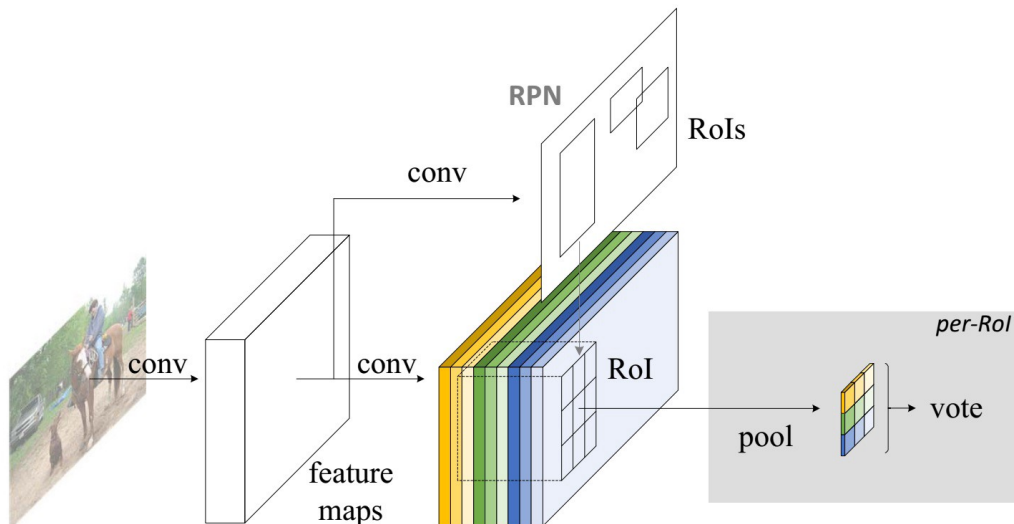 RPN
RoIs
conv
per-RoI
conv
conv
RoI
pool
vote
feature
maps